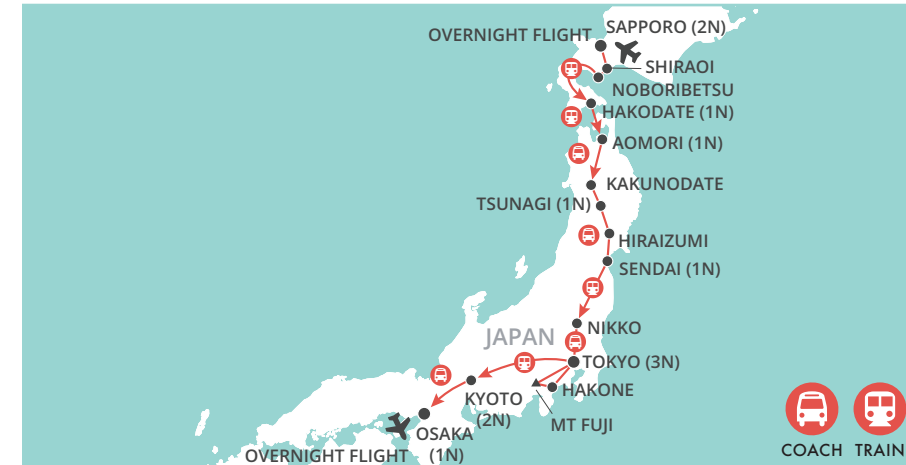 OVERNIGHT FLIGHT
SAPPORO (2N)
SHIRAOI
NOBORIBETSU
HAKODATE (1N)
AOMORI (1N)
KAKUNODATE
TSUNAGI (1N)
HIRAIZUMI
SENDAI (1N)
NIKKO
JAPAN
TOKYO (3N)
HAKONE
KYOTO
(2N)
MT FUJI
OSAKA
(1N)
OVERNIGHT FLIGHT
COACH
TRAIN